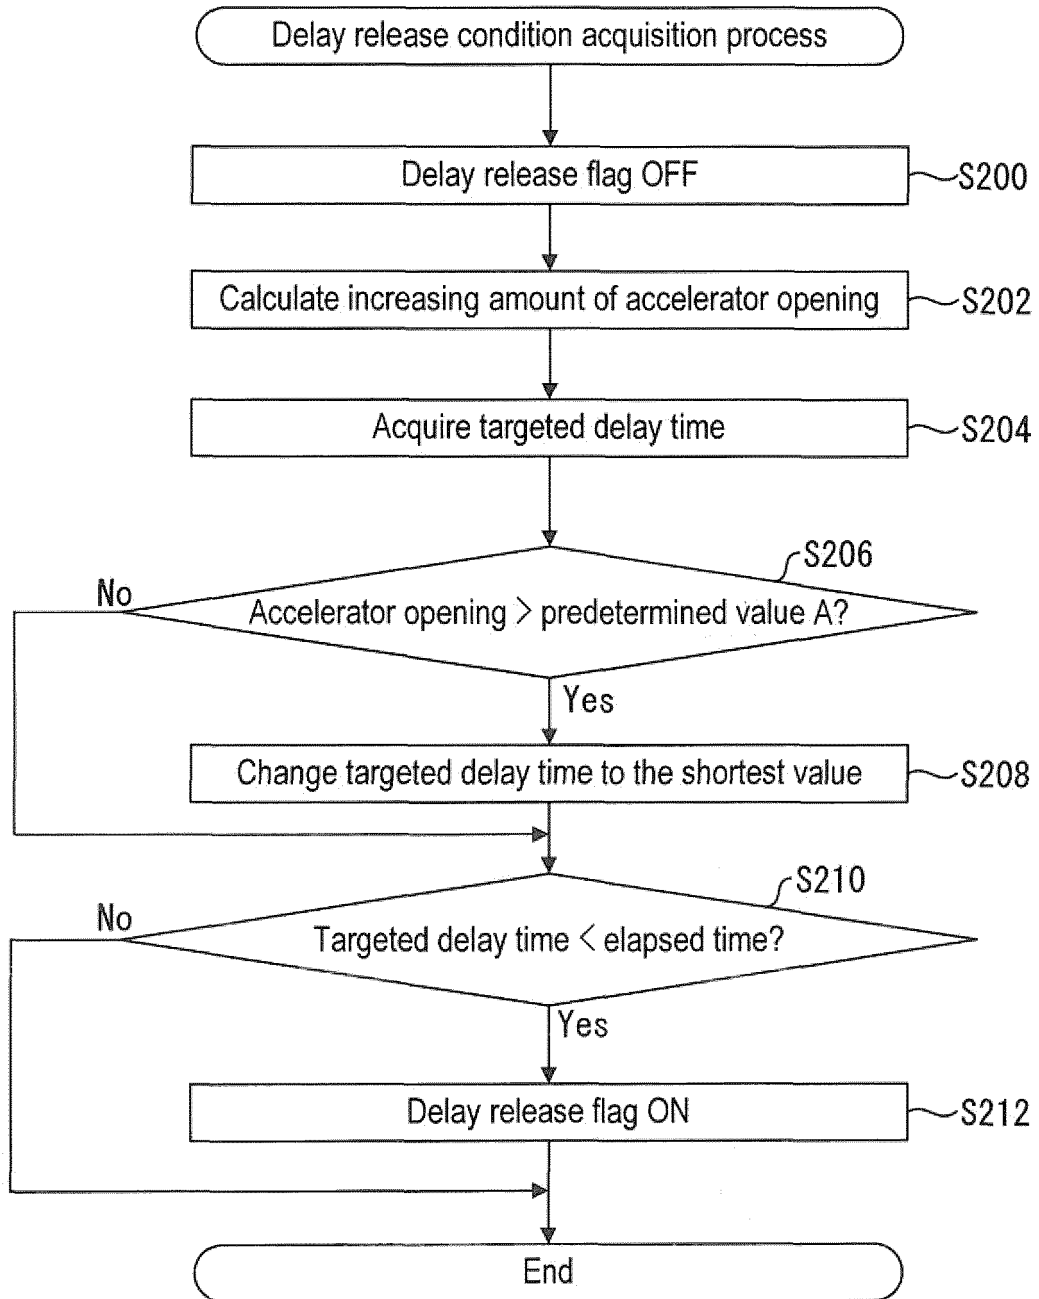 Delay release condition acquisition process
Delay release flag OFF
S200
Calculate increasing amount of accelerator opening
S202
Acquire targeted delay time
S204
S206
No
Accelerator opening > predetermined value A?
Yes
Change targeted delay time to the shortest value
S208
S210
No
Targeted delay time < elapsed time?
Yes
Delay release flag ON
S212
End